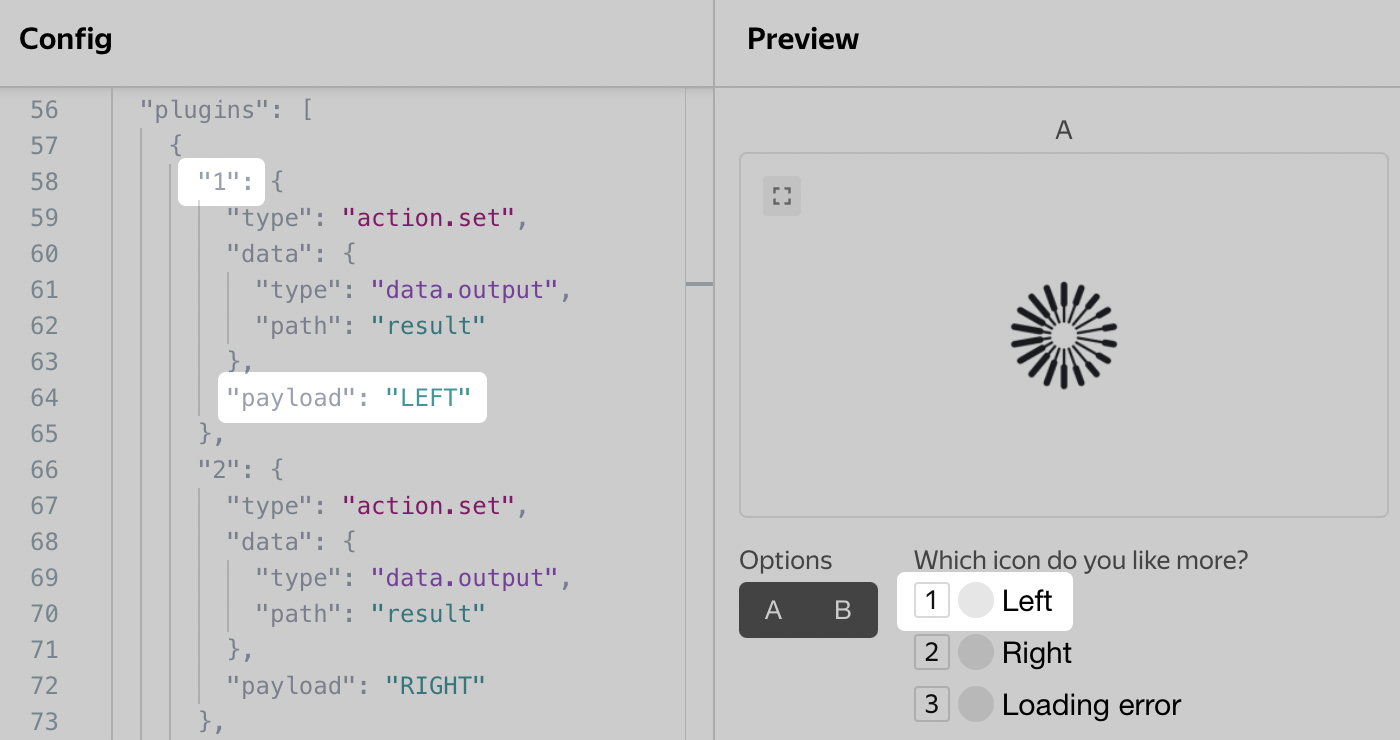 Config
56 "plugins": [
57 {
58 "1": {
59 "type": "action.set",
60 "data": {
61 "type": "data.output",
62 "path": "result"
63 },
64 "payload": "LEFT"
65 },
66 "2": {
67 "type": "action.set",
68 "data": {
69 "type": "data.output",
70 "path": "result"
71 },
72 "payload": "RIGHT"
73 },
Preview
A
Options
A B
Which icon do you like more?
1 Left
2 Right
3 Loading error